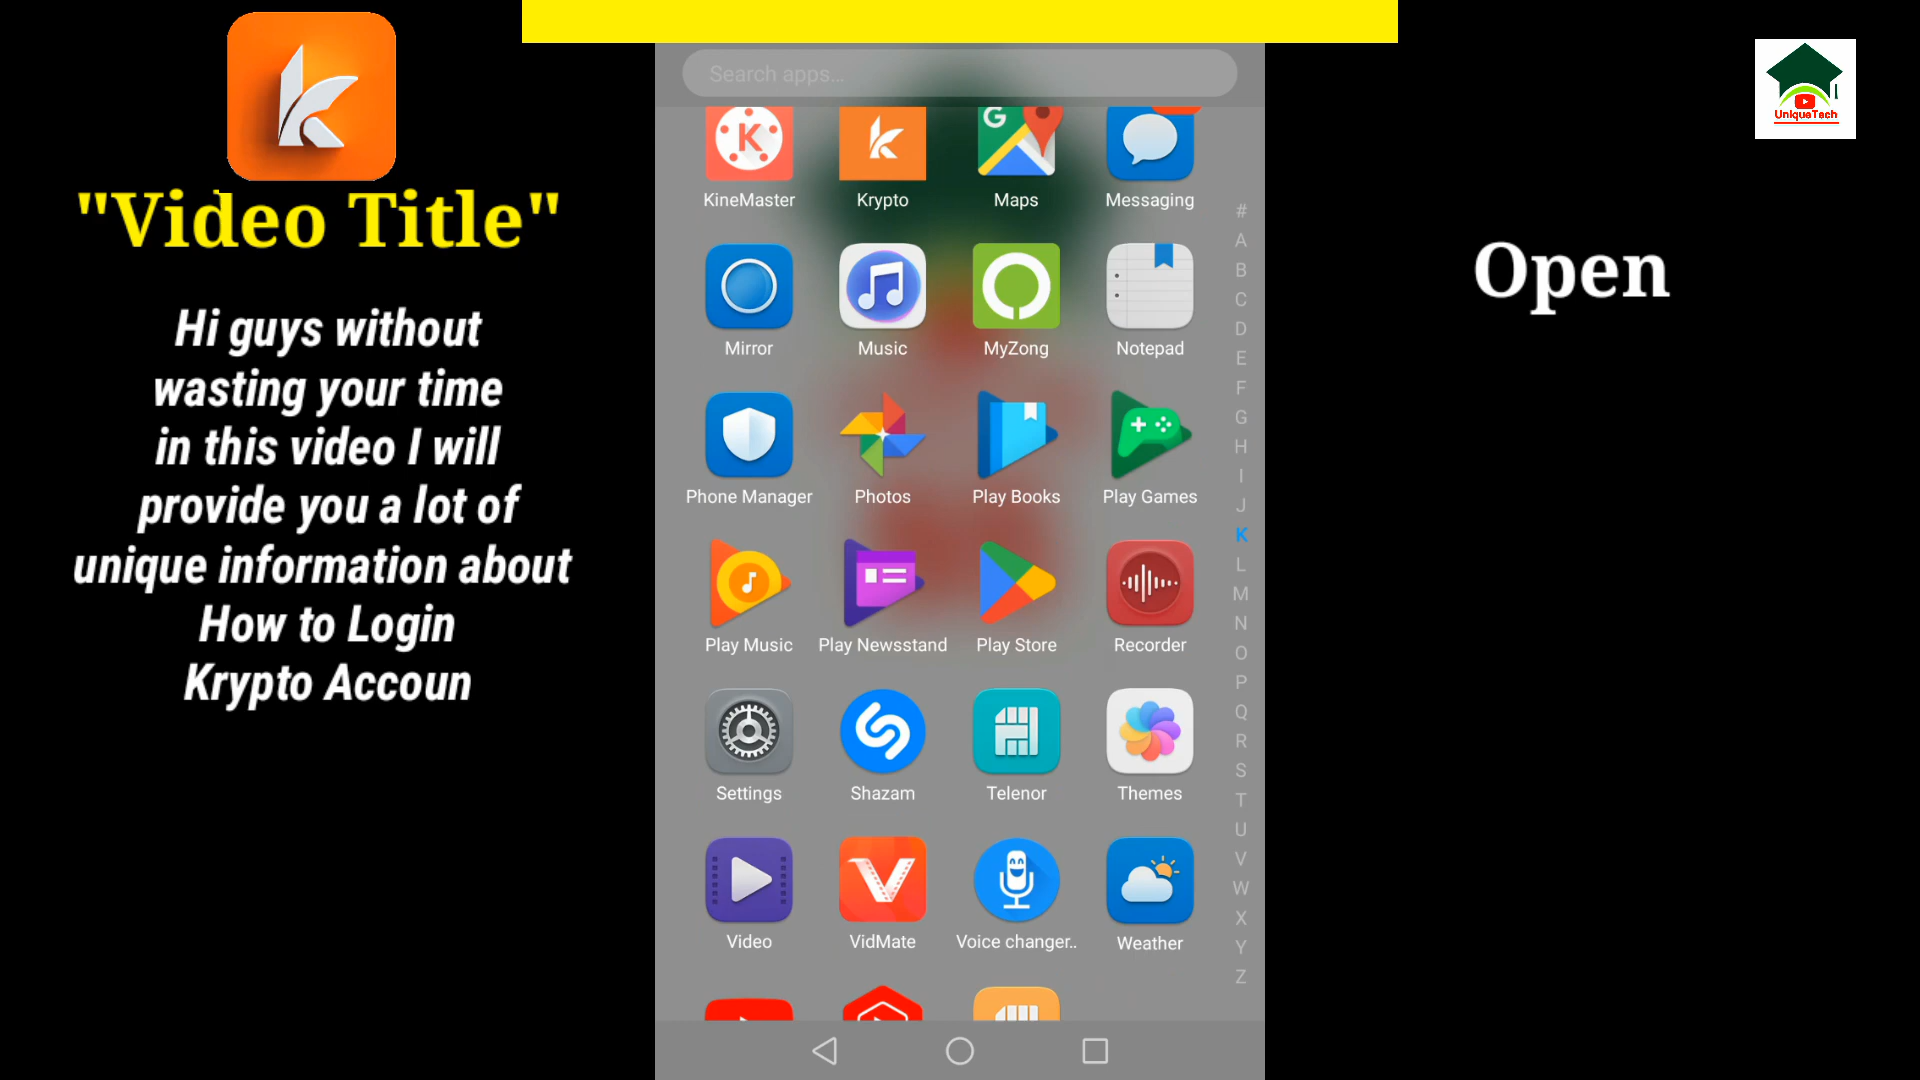 "Video Title"
Hi guys without
wasting your time
in this video I will
provide you a lot of
unique information about
How to Login
Krypto Accoun
Search apps...
KineMaster
Krypto
Maps
Messaging
Mirror
Music
MyZong
Notepad
Phone Manager
Photos
Play Books
Play Games
Play Music
Play Newsstand
Play Store
Recorder
Settings
Shazam
Telenor
Themes
Video
VidMate
Voice changer..
Weather
#
A
B
C
D
E
F
G
H
I
J
K
L
M
N
O
P
Q
R
S
T
U
V
W
X
Y
Z
UniqueTech
Open